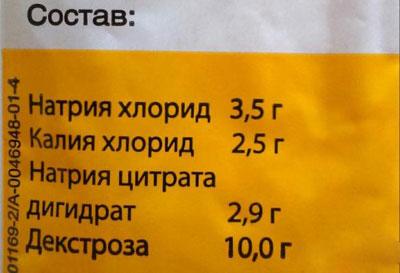 Состав:
Натрия хлорид 3,5 г
Калия хлорид 2,5 г
Натрия цитрата
дигидрат 2,9 г
Декстроза 10,0 г
01169-2/A-0046948-01-4